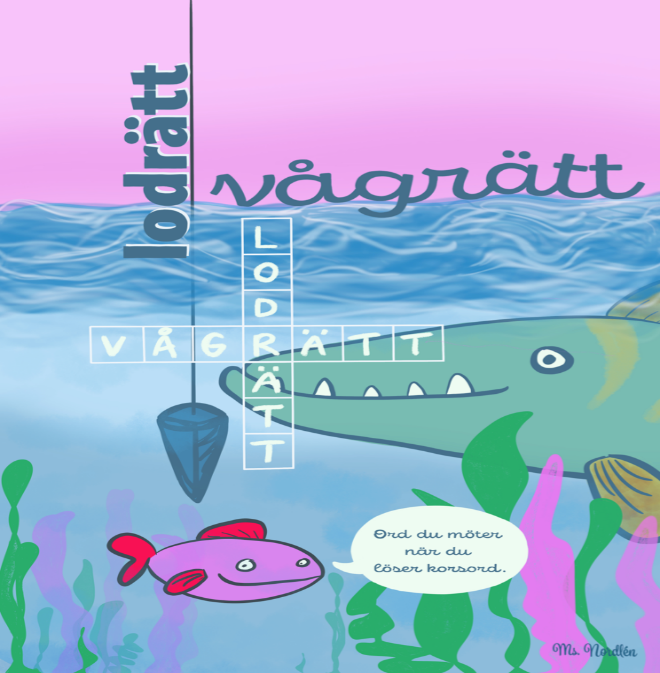 lodrätt
vågrätt
LODRÄTT
VÅGRÄTT
Ord du möter
när du
löser korsord.
Ms. Nordlén